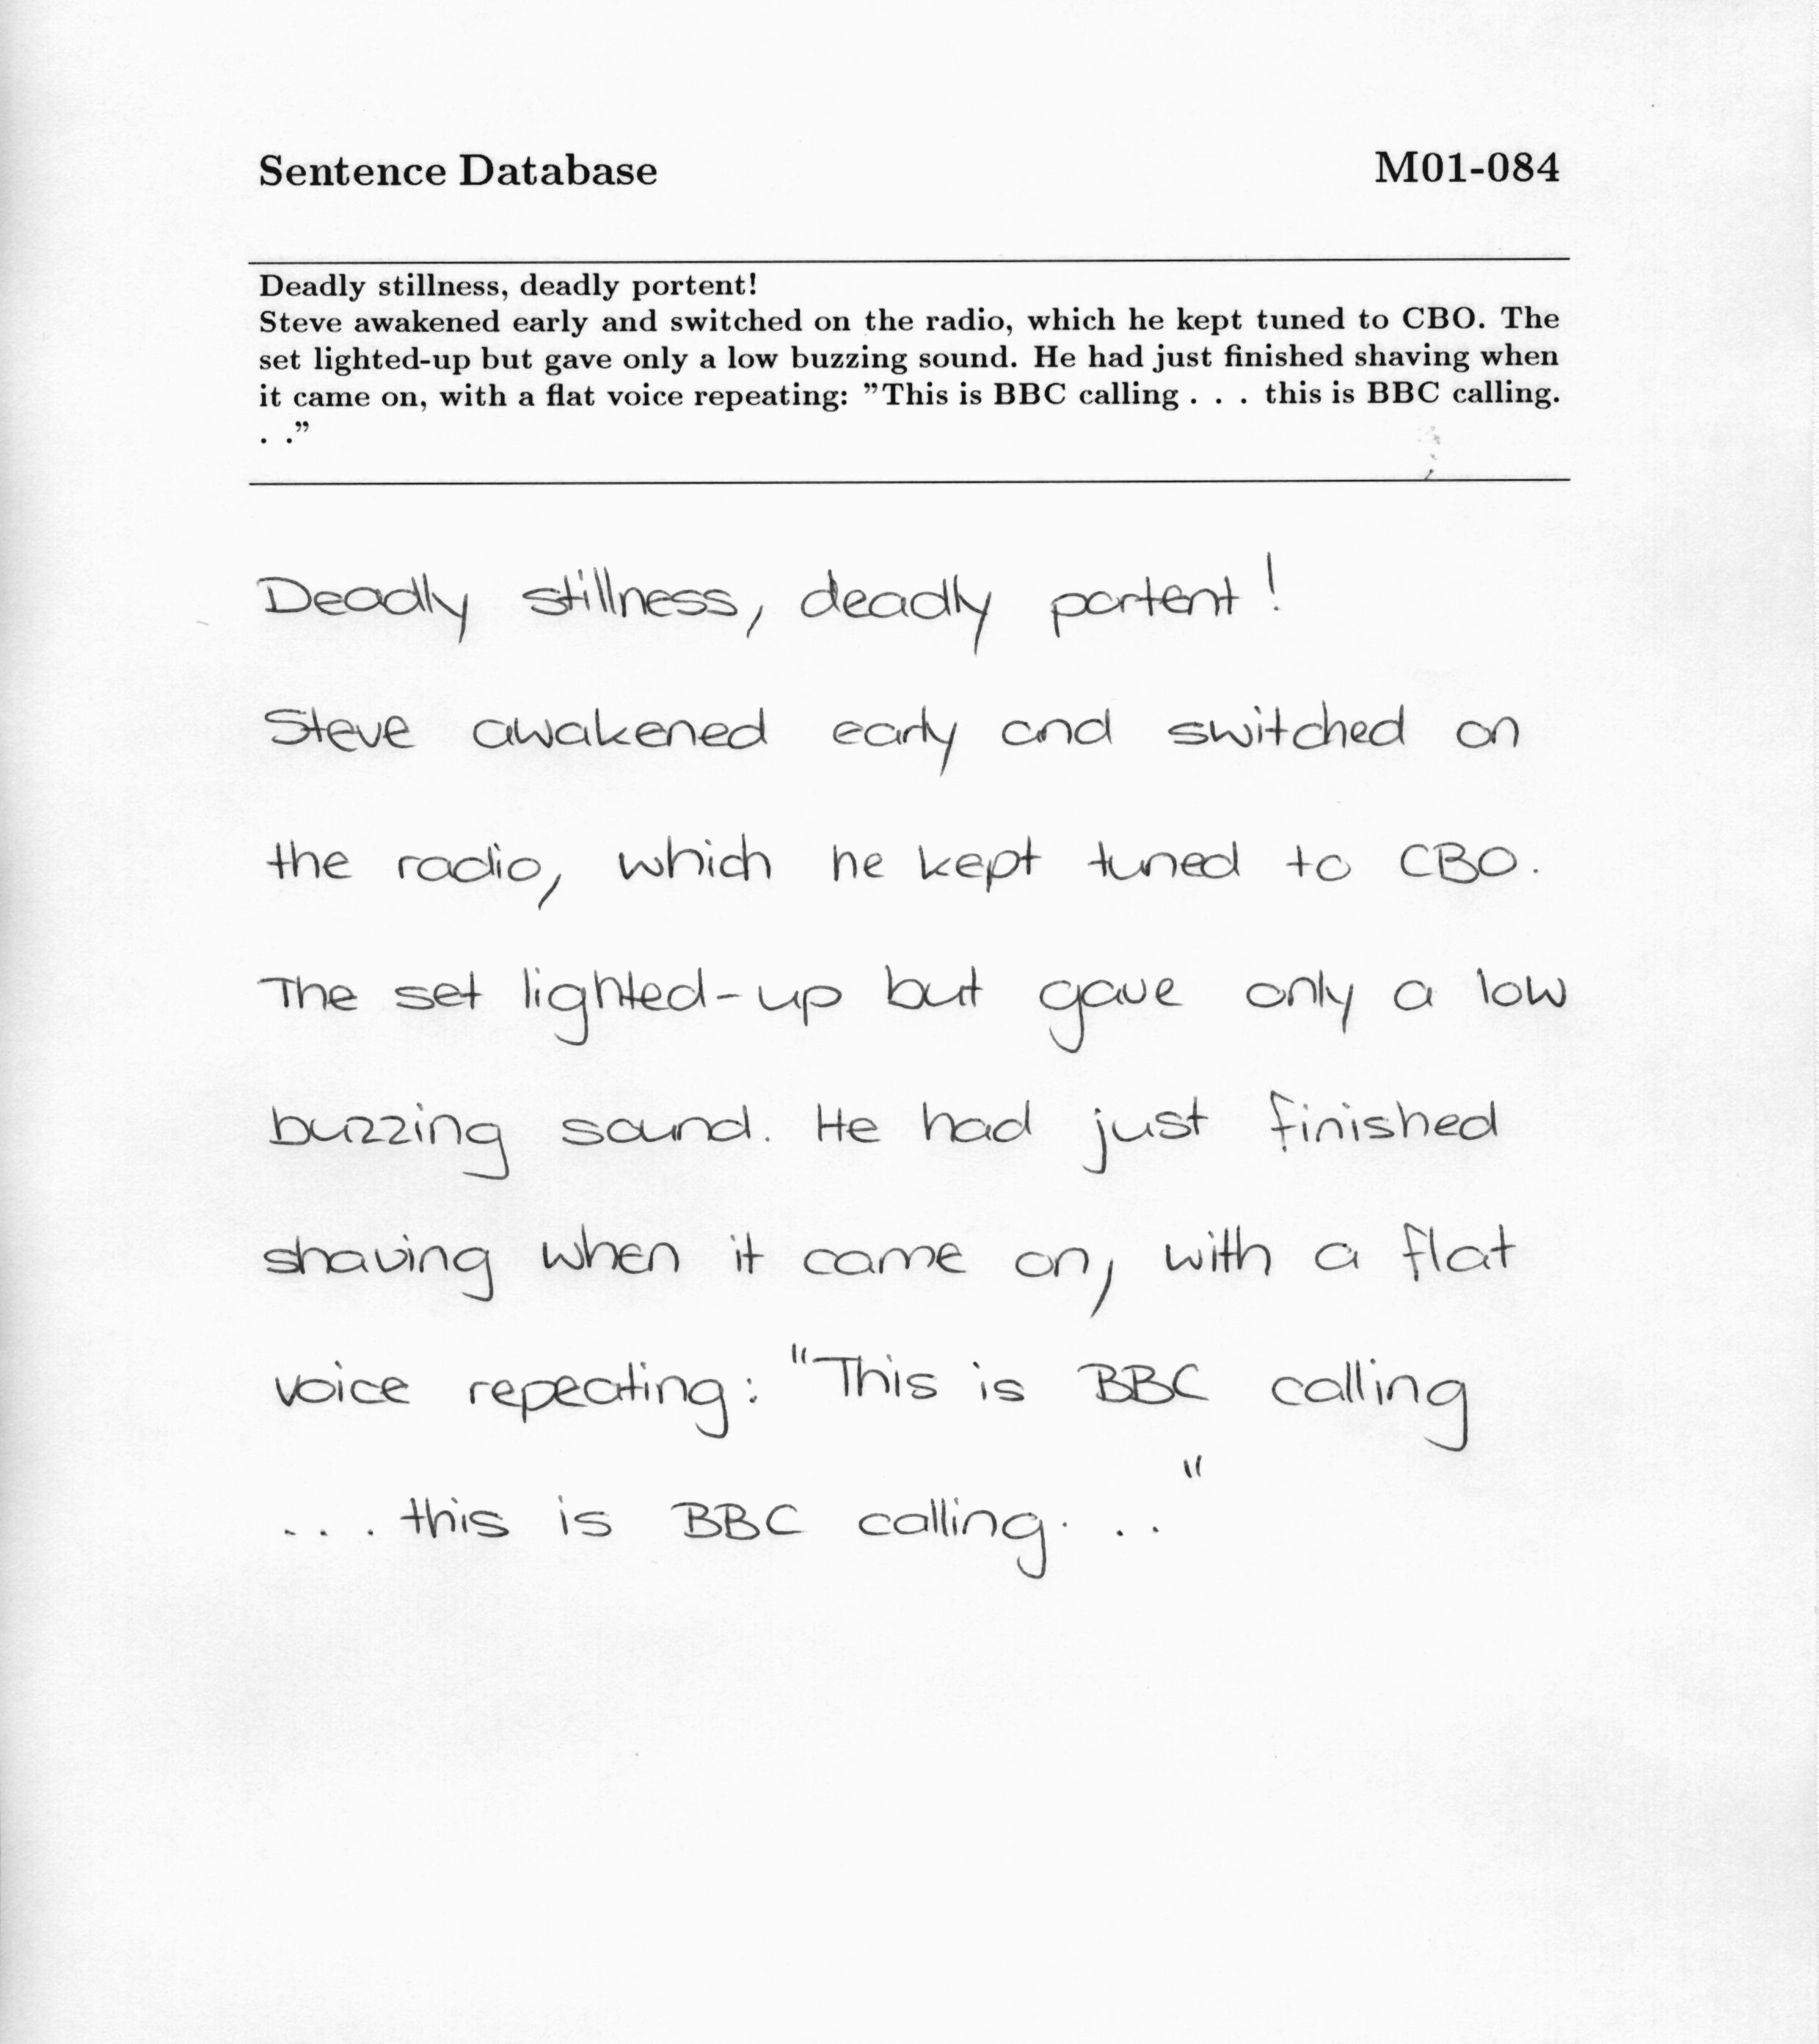 Sentence Database M01-084
Deadly stillness, deadly portent!
Steve awakened early and switched on the radio, which he kept tuned to CBO. The
set lighted-up but gave only a low buzzing sound. He had just finished shaving when
it came on, with a flat voice repeating: ”This is BBC calling . . . this is BBC calling.
. .”
Deadly stillness, deadly portent!
Steve awakened early and switched on
the radio, which he kept tuned to CBO.
The set lighted-up but gave only a low
buzzing sound. He had just finished
shaving when it came on, with a flat
voice repeating: "This is BBC calling
... this is BBC calling. . ."